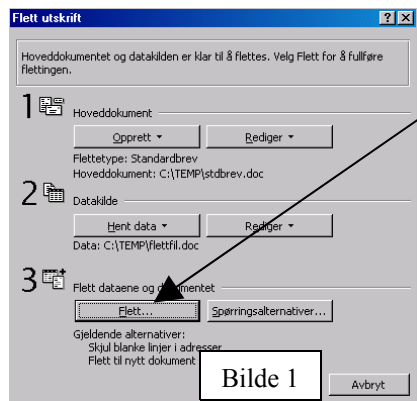 Flett utskrift
Hoveddokumentet og datakilden er klar til å flettes. Velg Flett for å fullføre
flettingen.
1 Hoveddokument
Opprett Rediger
Flettetype: Standardbrev
Hoveddokument: C:\TEMP\stdbrev.doc
2 Datakilde
Hent data Rediger
Data: C:\TEMP\flettfil.doc
3 Flett dataene og dokumentet
Flett... Spørringsalternativer...
Gjeldende alternativer:
Skjul blanke linjer i adresser
Flett til nytt dokument
Bilde 1
Avbryt